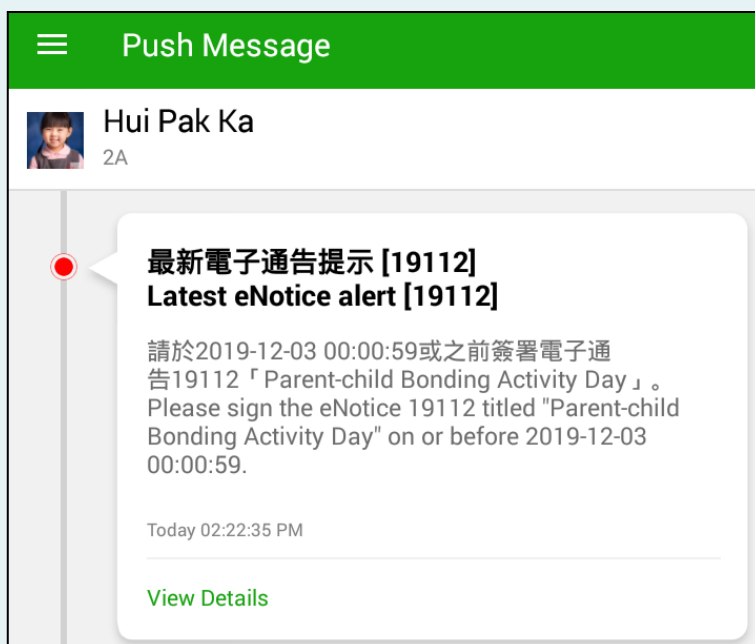 Push Message
Hui Pak Ka
2A
最新電子通告提示 [19112]
Latest eNotice alert [19112]
請於2019-12-03 00:00:59或之前簽署電子通
告19112「Parent-child Bonding Activity Day」。
Please sign the eNotice 19112 titled "Parent-child
Bonding Activity Day" on or before 2019-12-03
00:00:59.
Today 02:22:35 PM
View Details